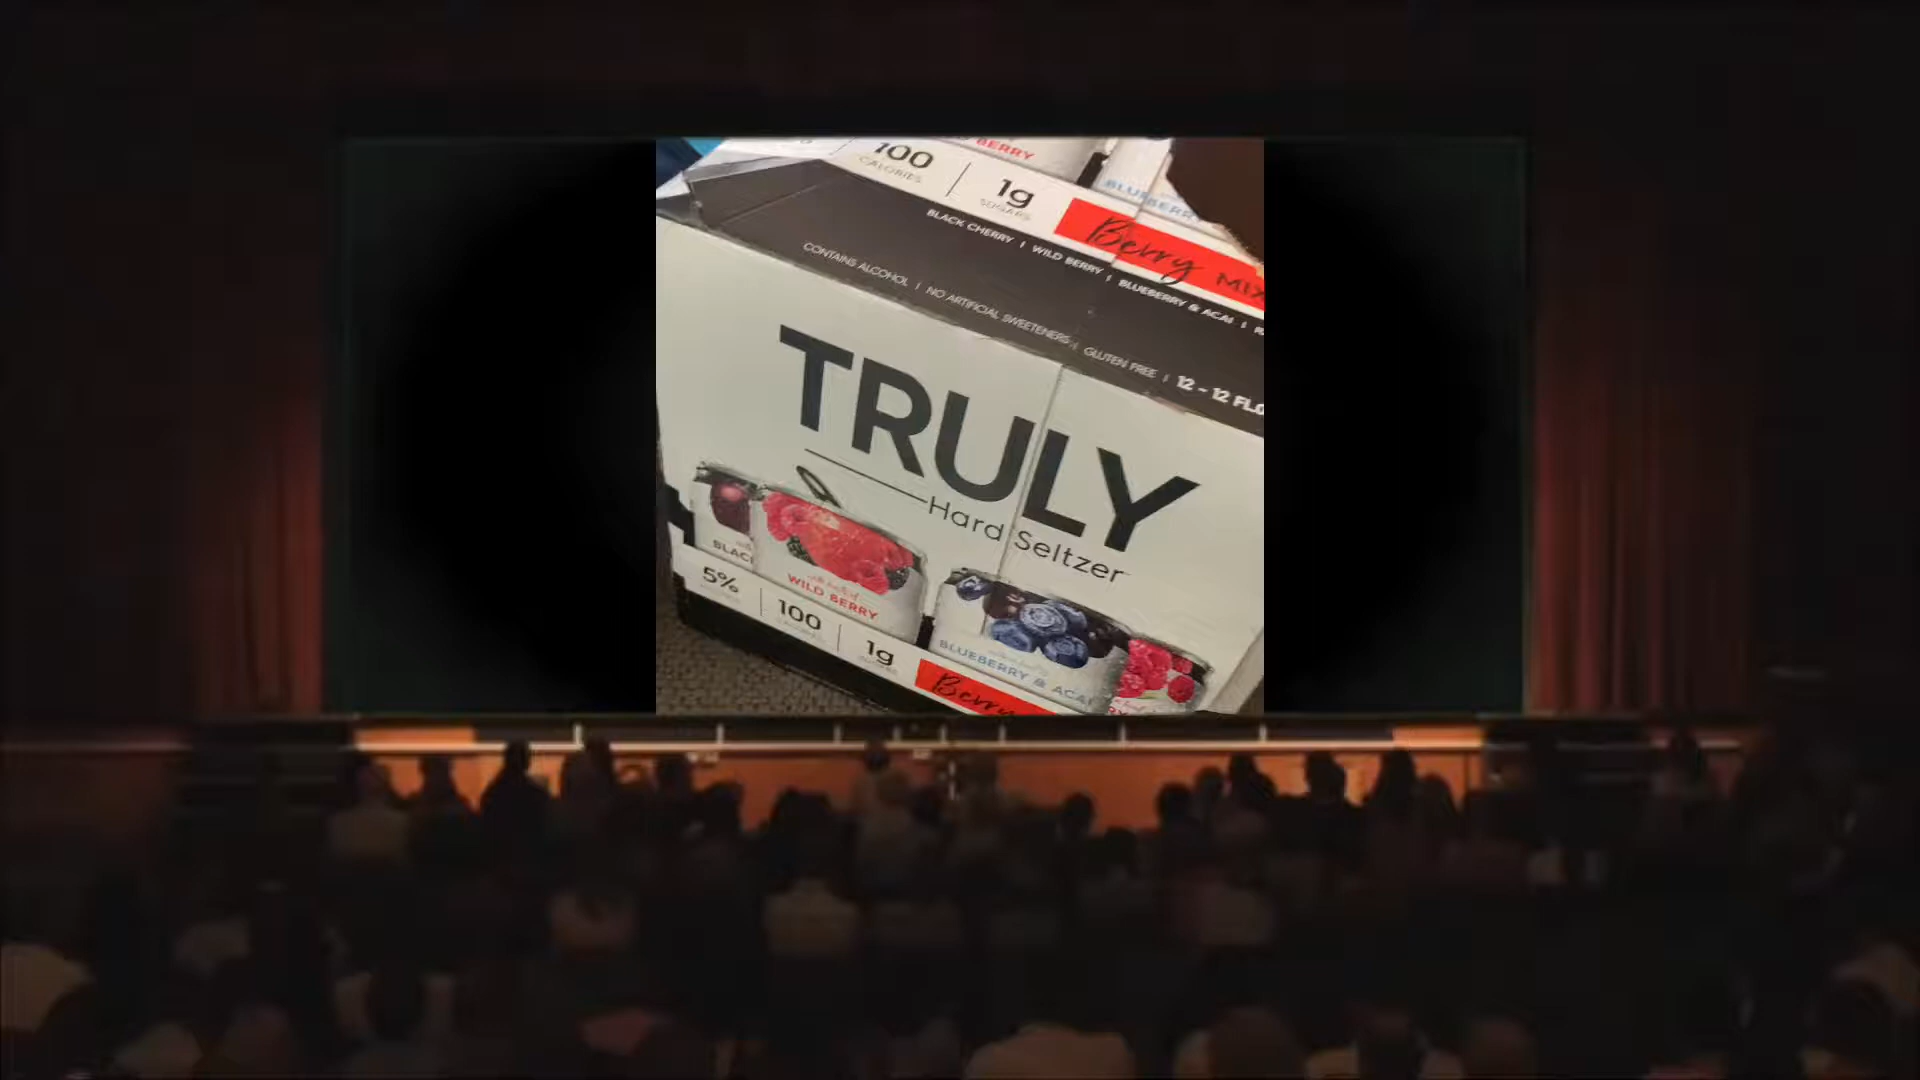 BERRY
100
CALORIES
1g
SUGARS
BLUEBERRY
Berry MIX
BLACK CHERRY | WILD BERRY | BLUEBERRY & ACAI |
CONTAINS ALCOHOL | NO ARTIFICIAL SWEETENERS | GLUTEN FREE | 12 - 12 FL.
TRULY
Hard Seltzer
BLAC
WILD BERRY
BLUEBERRY & ACAI
5%
100
1g
Berry